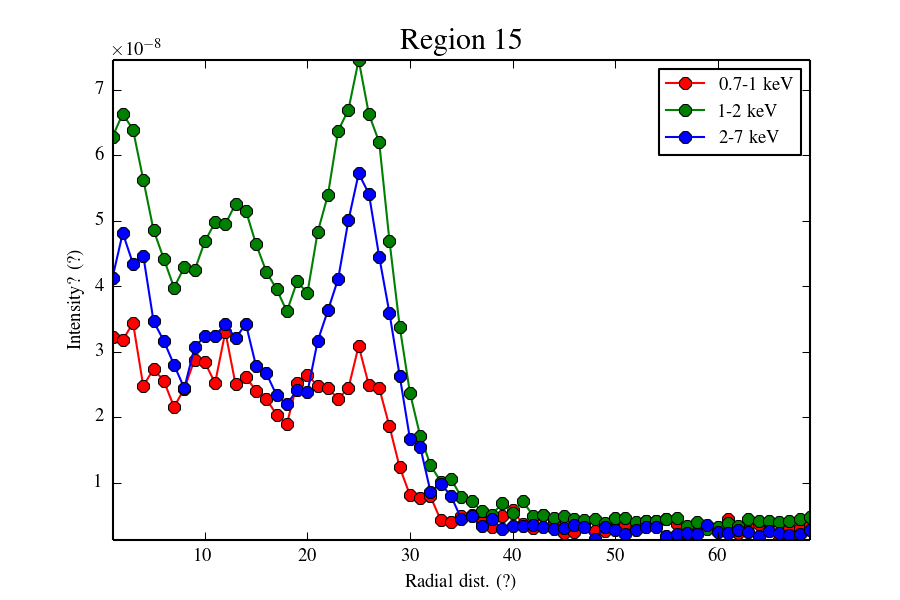 Region 15
×10⁻⁸
0.7-1 keV
1-2 keV
2-7 keV
7
6
5
4
3
2
1
Intensity? (?)
10
20
30
40
50
60
Radial dist. (?)